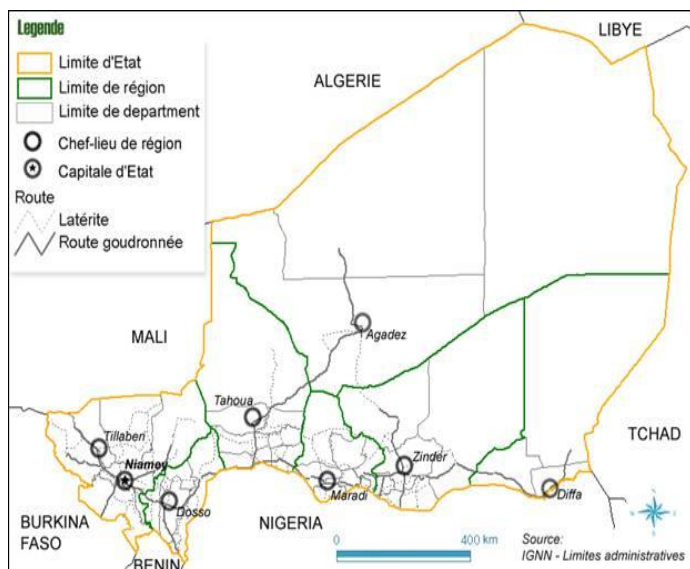 Legende
Limite d'Etat
Limite de région
Limite de department
Chef-lieu de région
Capitale d'Etat
Route
Latérite
Route goudronnée
LIBYE
ALGERIE
MALI
Agadez
Tahoua
Tillaberi
Niamey
Dosso
Maradi
Zinder
Diffa
TCHAD
NIGERIA
BURKINA
FASO
BENIN
0
400 km
Source:
IGNN - Limites administratives